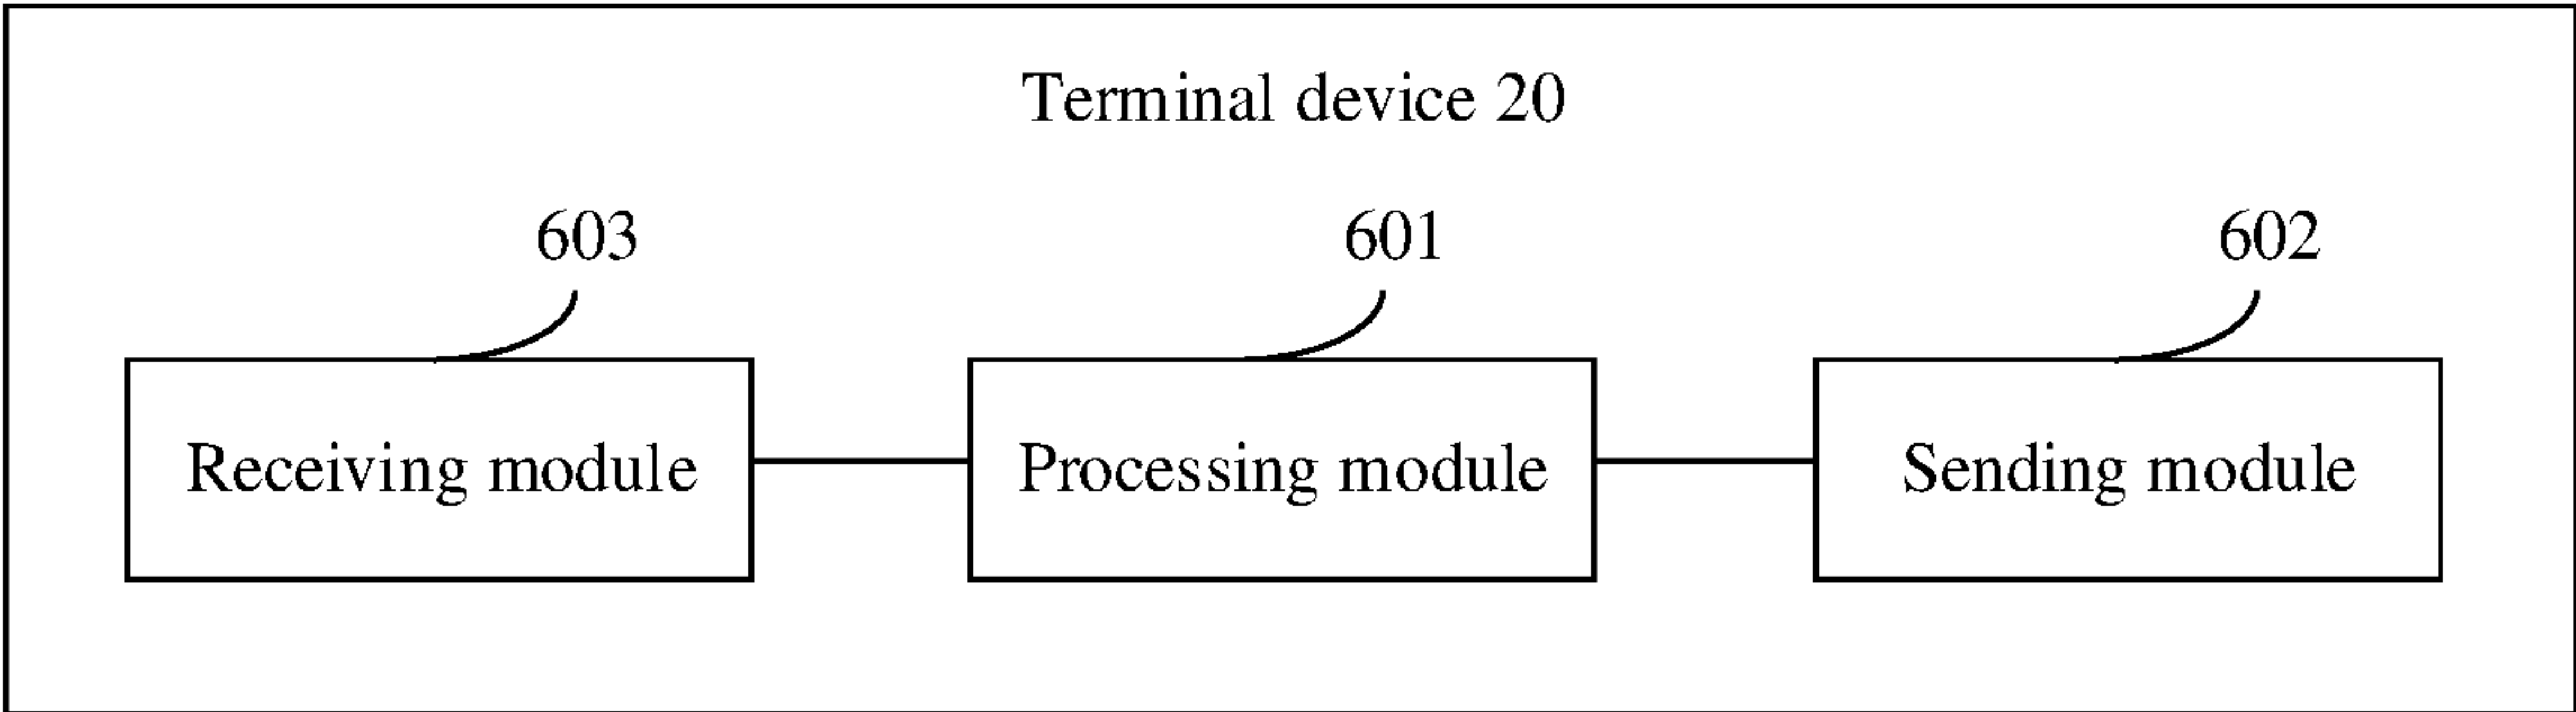 Terminal device 20
603
601
602
Receiving module
Processing module
Sending module